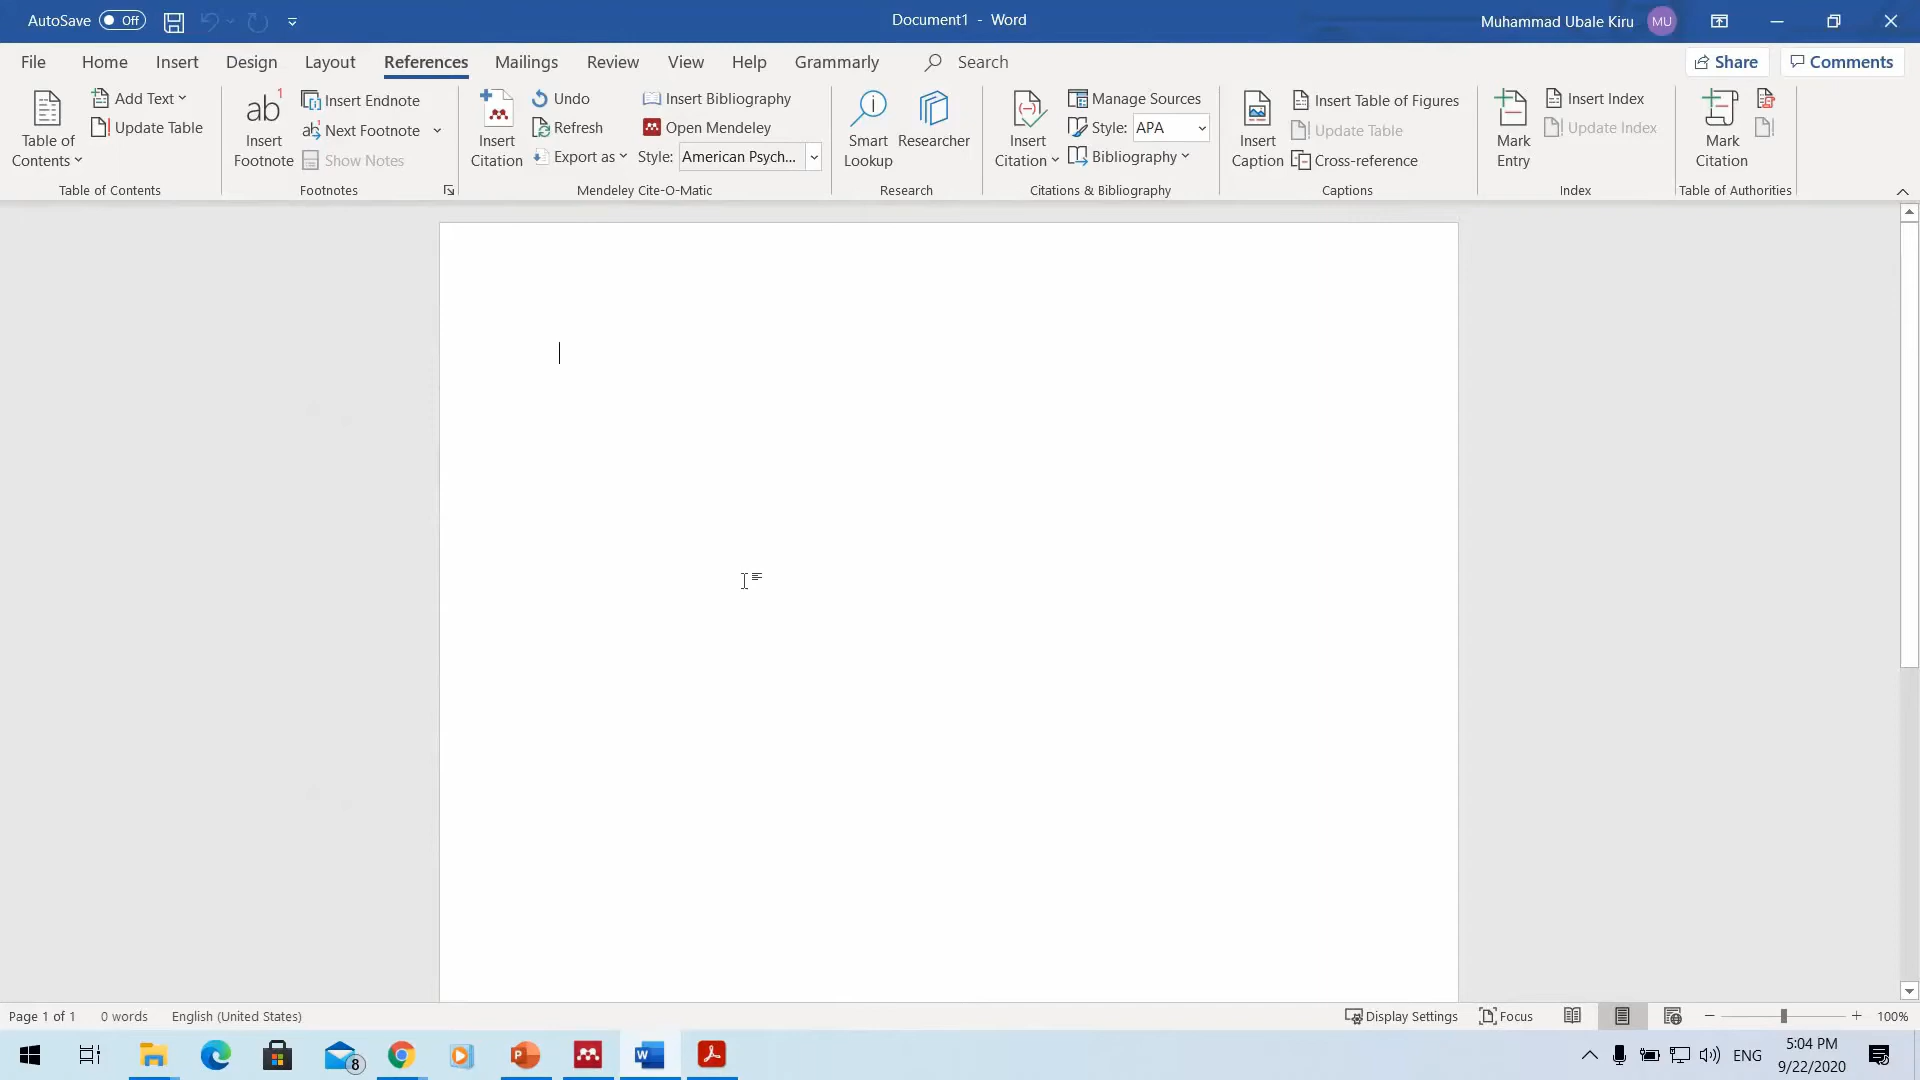 AutoSave Off Document1 - Word Muhammad Ubale Kiru MU
File Home Insert Design Layout References Mailings Review View Help Grammarly Search Share Comments
Table of Contents
Add Text
Update Table
Table of Contents
ab1
Insert Footnote
Insert Endnote
Next Footnote
Show Notes
Footnotes
Insert Citation
Undo
Refresh
Export as
Insert Bibliography
Open Mendeley
Style: American Psych...
Mendeley Cite-O-Matic
Smart Lookup
Researcher
Research
Insert Citation
Manage Sources
Style: APA
Bibliography
Citations & Bibliography
Insert Caption
Insert Table of Figures
Update Table
Cross-reference
Captions
Mark Entry
Insert Index
Update Index
Index
Mark Citation
Table of Authorities
Page 1 of 1 0 words English (United States) Display Settings Focus 100%
8
W
P
ENG
5:04 PM
9/22/2020